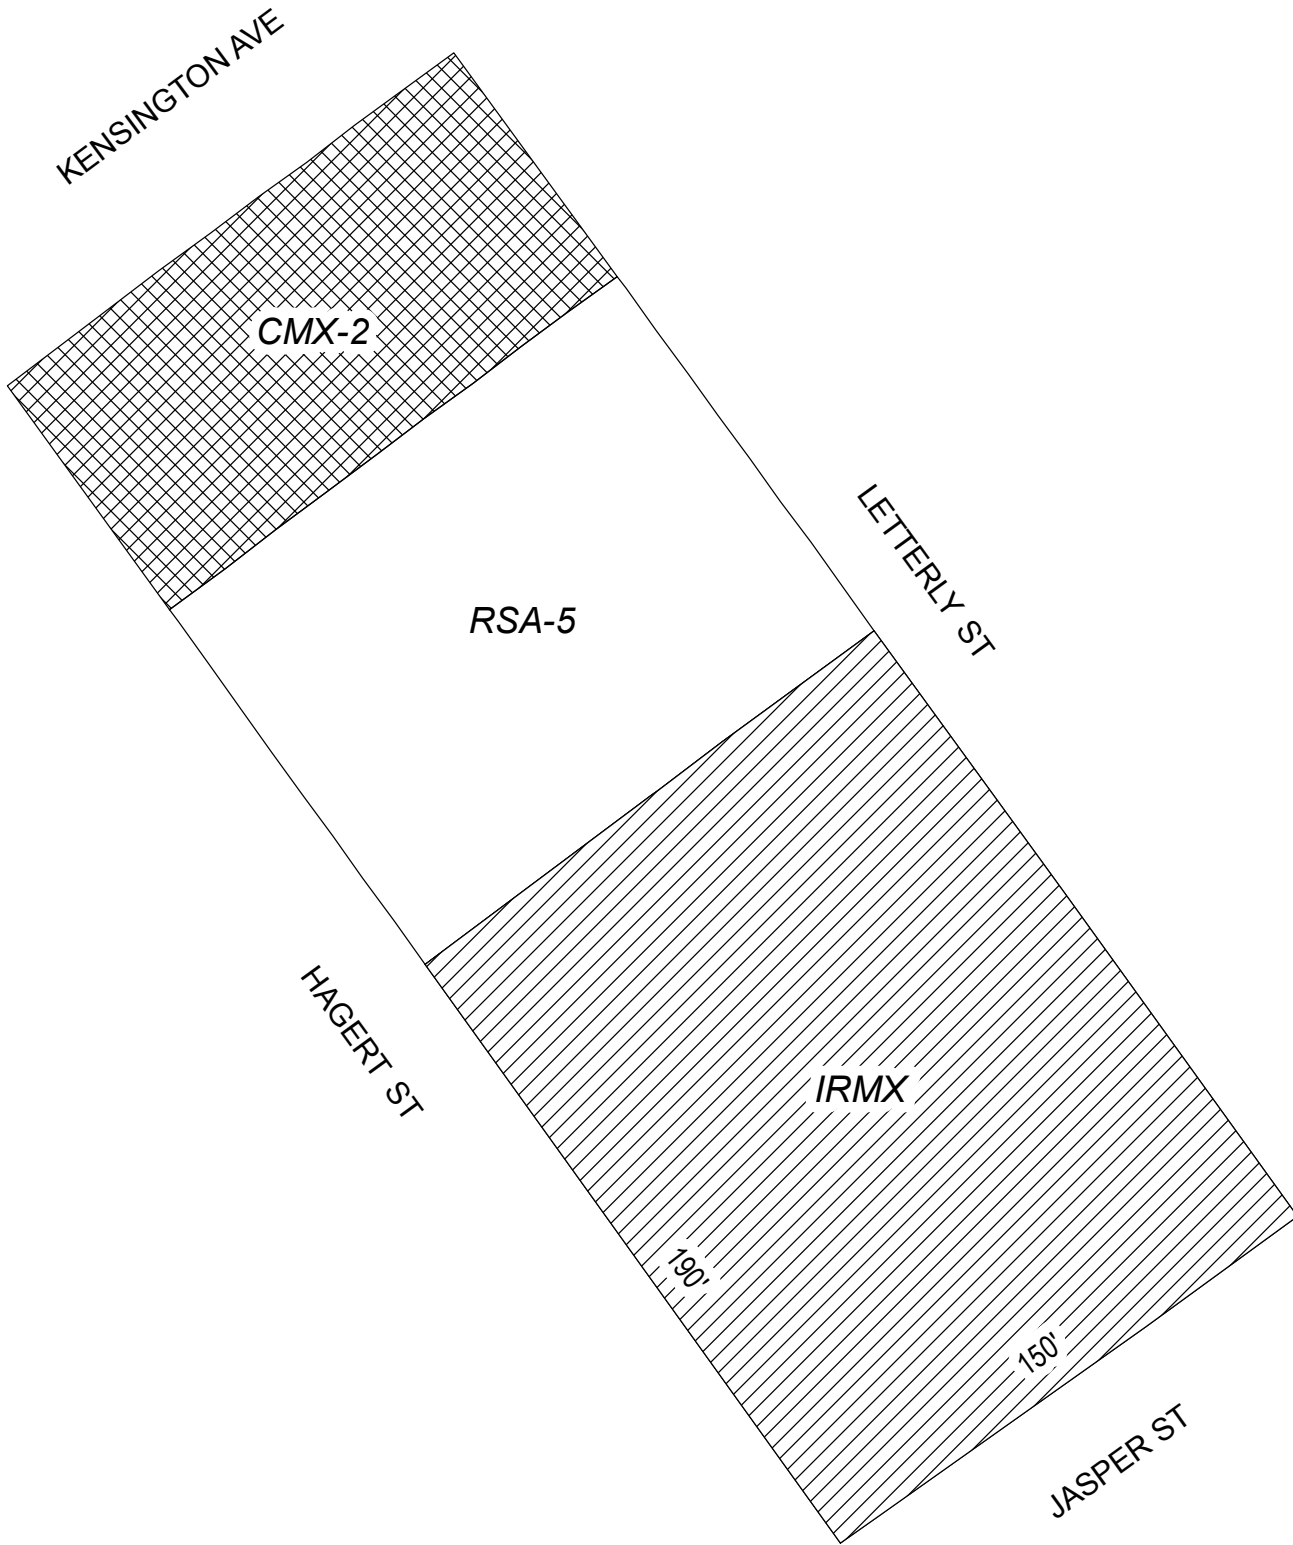 KENSINGTON AVE
CMX-2
LETTERLY ST
RSA-5
HAGERT ST
IRMX
190'
150'
JASPER ST